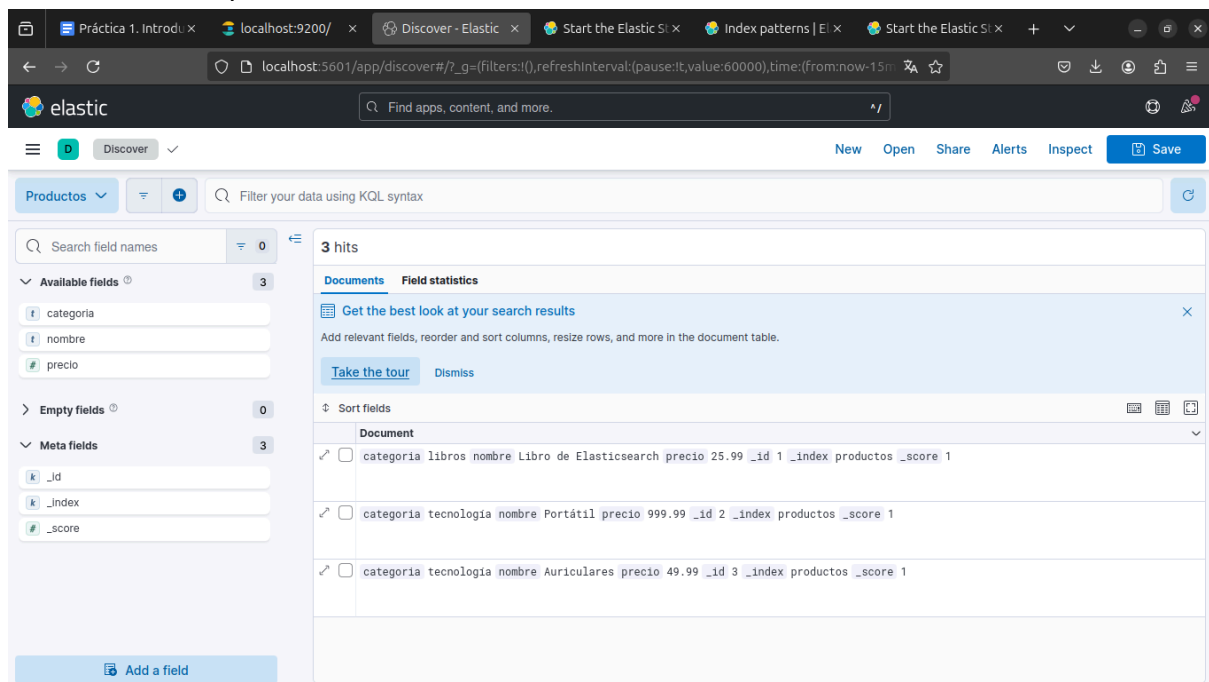 Práctica 1. Introdu
localhost:9200/
Discover - Elastic
Start the Elastic St
Index patterns | El
Start the Elastic St
localhost:5601/app/discover#/?_g=(filters:!(),refreshInterval:(pause:!t,value:60000),time:(from:now-15m
elastic
Find apps, content, and more.
^/
D
Discover
New
Open
Share
Alerts
Inspect
Save
Productos
Filter your data using KQL syntax
Search field names
0
3 hits
Available fields
3
Documents
Field statistics
t categoria
t nombre
# precio
Get the best look at your search results
Add relevant fields, reorder and sort columns, resize rows, and more in the document table.
Take the tour
Dismiss
Empty fields
0
Sort fields
Meta fields
3
Document
k _id
k _index
# _score
categoria libros nombre Libro de Elasticsearch precio 25.99 _id 1 _index productos _score 1
categoria tecnología nombre Portátil precio 999.99 _id 2 _index productos _score 1
categoria tecnología nombre Auriculares precio 49.99 _id 3 _index productos _score 1
Add a field